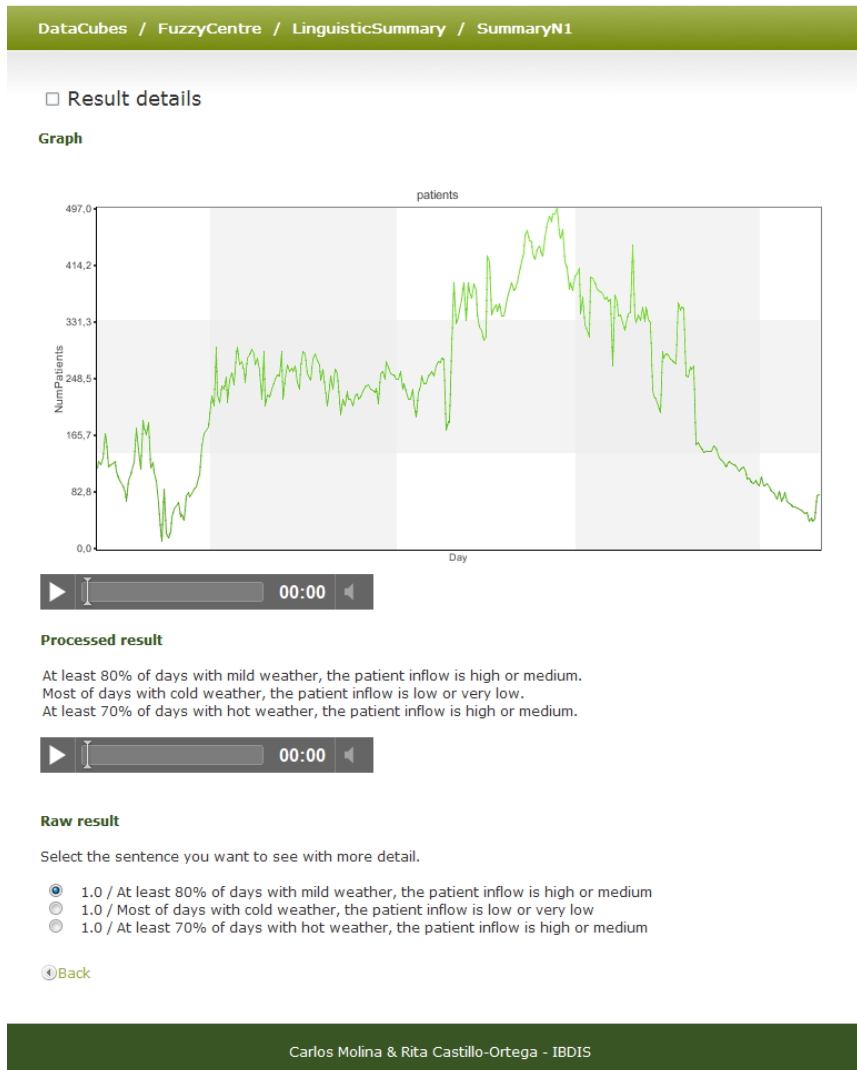 DataCubes / FuzzyCentre / LinguisticSummary / SummaryN1
Result details
Graph
patients
497,0
414,2
331,3
248,5
165,7
82,8
0,0
NumPatients
Day
00:00
Processed result
At least 80% of days with mild weather, the patient inflow is high or medium.
Most of days with cold weather, the patient inflow is low or very low.
At least 70% of days with hot weather, the patient inflow is high or medium.
00:00
Raw result
Select the sentence you want to see with more detail.
1.0 / At least 80% of days with mild weather, the patient inflow is high or medium
1.0 / Most of days with cold weather, the patient inflow is low or very low
1.0 / At least 70% of days with hot weather, the patient inflow is high or medium
Back
Carlos Molina & Rita Castillo-Ortega - IBDIS